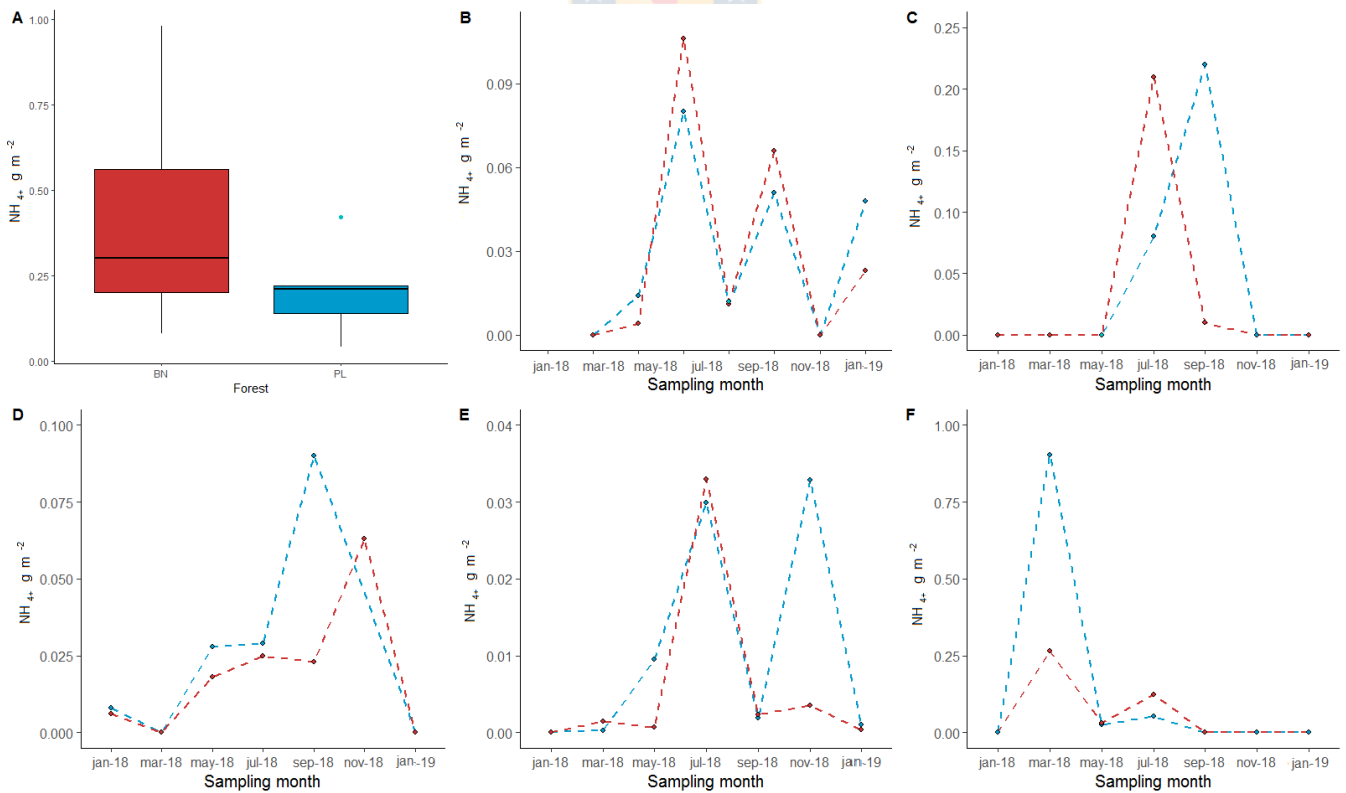 A
1.00
0.75
0.50
0.25
0.00
NH 4+ g m -2
BN
PL
Forest
B
0.09
0.06
0.03
0.00
NH 4+ g m -2
jan-18 mar-18 may-18 jul-18 sep-18 nov-18 jan-19
Sampling month
C
0.25
0.20
0.15
0.10
0.05
0.00
NH 4+ g m -2
jan-18 mar-18 may-18 jul-18 sep-18 nov-18 jan-19
Sampling month
D
0.100
0.075
0.050
0.025
0.000
NH 4+ g m -2
jan-18 mar-18 may-18 jul-18 sep-18 nov-18 jan-19
Sampling month
E
0.04
0.03
0.02
0.01
0.00
NH 4+ g m -2
jan-18 mar-18 may-18 jul-18 sep-18 nov-18 jan-19
Sampling month
F
1.00
0.75
0.50
0.25
0.00
NH 4+ g m -2
jan-18 mar-18 may-18 jul-18 sep-18 nov-18 jan-19
Sampling month